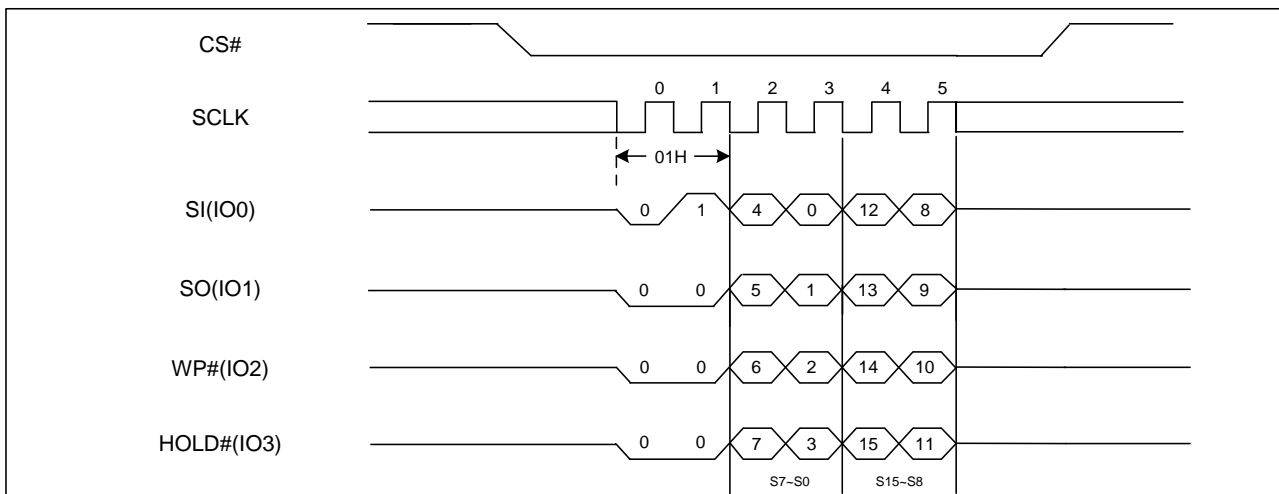 CS#
0 1 2 3 4 5
SCLK
01H
SI(IO0) 0 1 4 0 12 8
SO(IO1) 0 0 5 1 13 9
WP#(IO2) 0 0 6 2 14 10
HOLD#(IO3) 0 0 7 3 15 11
S7~S0 S15~S8